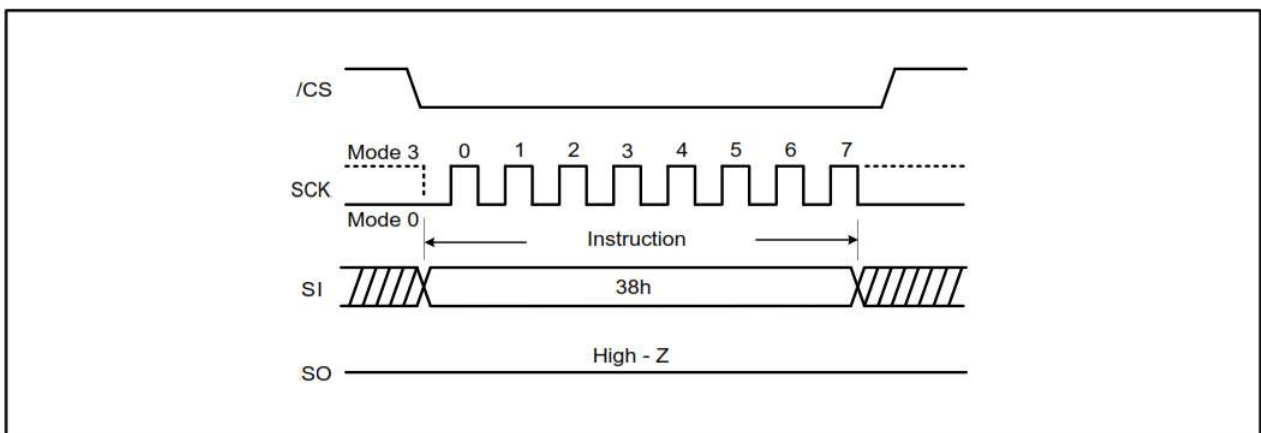 /CS
Mode 3 0 1 2 3 4 5 6 7
SCK
Mode 0
Instruction
SI 38h
High - Z
SO